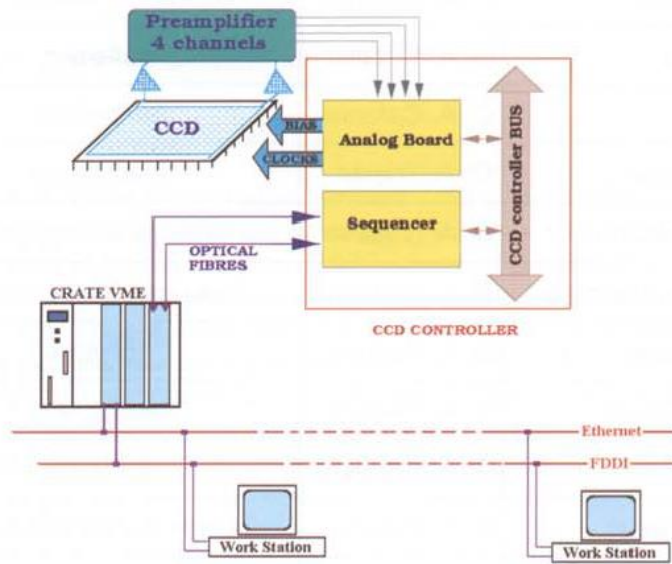 Preamplifier
4 channels
CCD
BIAS
CLOCKS
Analog Board
CCD controller BUS
Sequencer
OPTICAL
FIBRES
CRATE VME
CCD CONTROLLER
Ethernet
FDDI
Work Station
Work Station